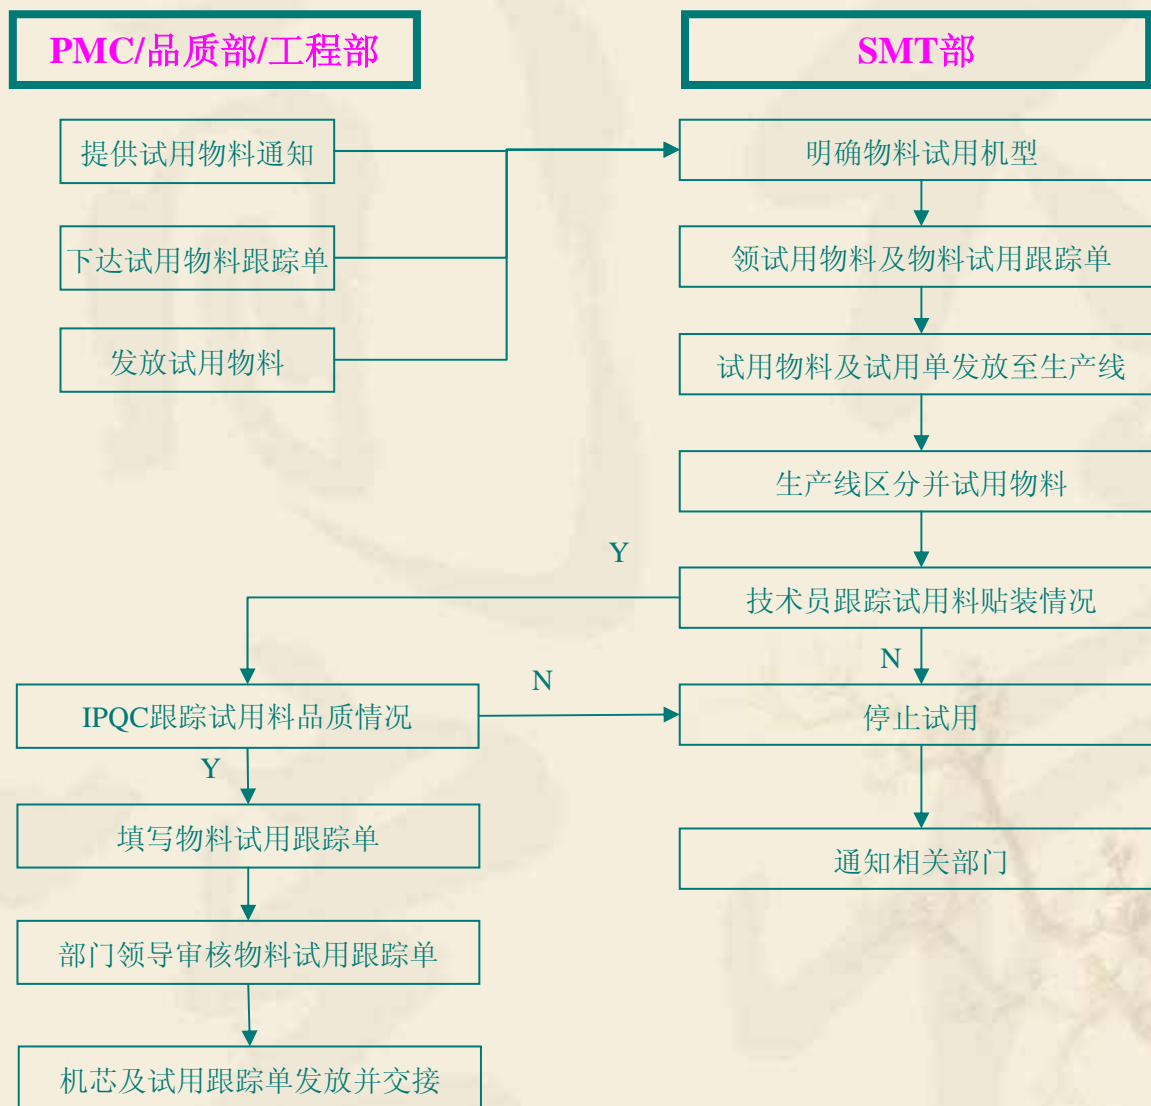 PMC/品质部/工程部
SMT部
提供试用物料通知
明确物料试用机型
下达试用物料跟踪单
领试用物料及物料试用跟踪单
发放试用物料
试用物料及试用单发放至生产线
生产线区分并试用物料
Y
技术员跟踪试用料贴装情况
N
N
IPQC跟踪试用料品质情况
停止试用
Y
填写物料试用跟踪单
通知相关部门
部门领导审核物料试用跟踪单
机芯及试用跟踪单发放并交接